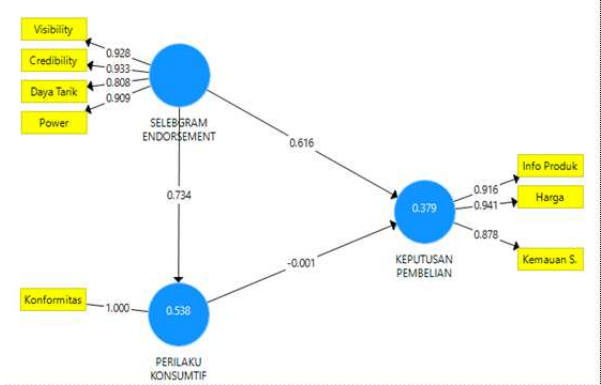 Visibility
Credibility
Daya Tarik
Power
0.928
0.933
0.808
0.909
SELEBGRAM
ENDORSEMENT
0.616
0.734
Info Produk
Harga
Kemauan S.
0.916
0.941
0.878
0.379
KEPUTUSAN
PEMBELIAN
-0.001
Konformitas
1.000
0.538
PERILAKU
KONSUMTIF